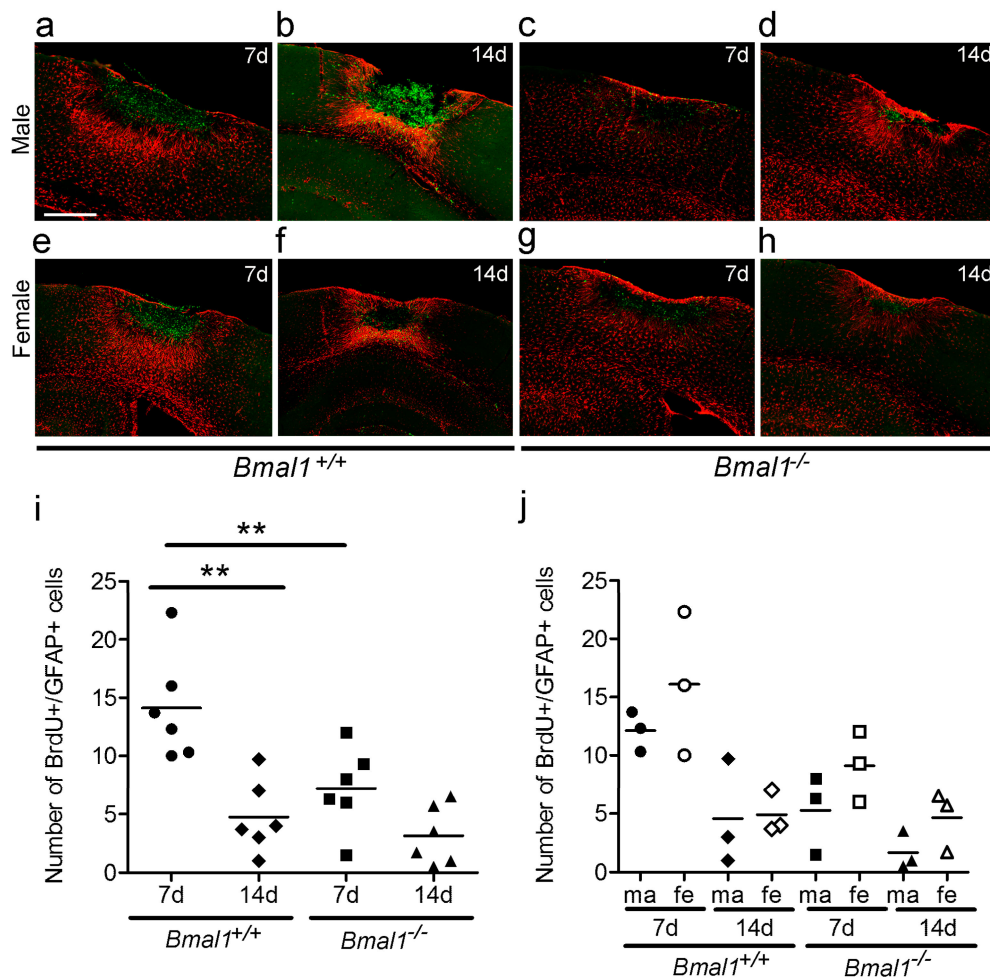 a b c d
7d 14d 7d 14d
Male
e f g h
7d 14d 7d 14d
Female
Bmal1+/+ Bmal1-/-
i
** 
**
Number of BrdU+/GFAP+ cells
25
20
15
10
5
0
7d 14d 7d 14d
Bmal1+/+ Bmal1-/-
j
Number of BrdU+/GFAP+ cells
25
20
15
10
5
0
ma fe ma fe ma fe ma fe
7d 14d 7d 14d
Bmal1+/+ Bmal1-/-